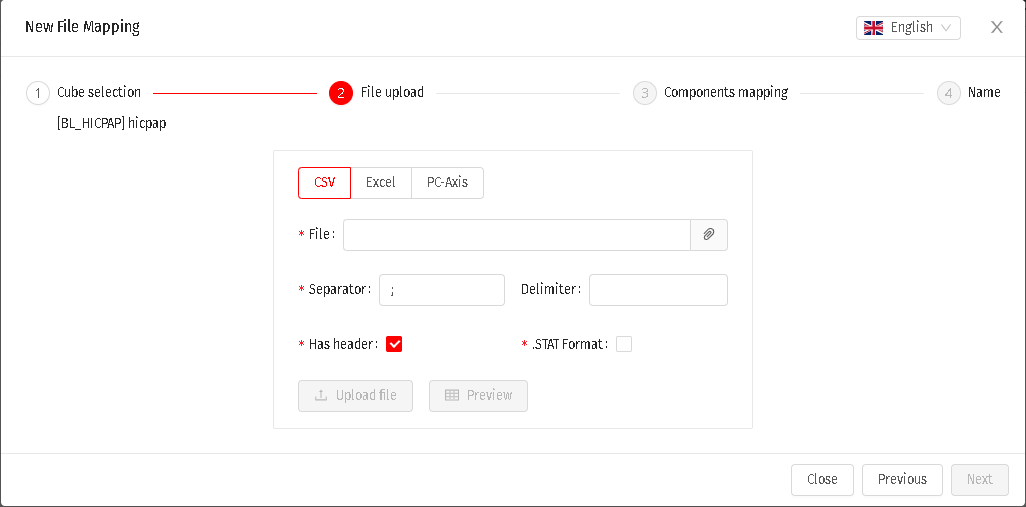 New File Mapping
English
1 Cube selection
2 File upload
3 Components mapping
4 Name
[BL_HICPAP] hicpap
CSV Excel PC-Axis
* File:
* Separator: ; Delimiter:
* Has header: * .STAT Format:
Upload file Preview
Close Previous Next